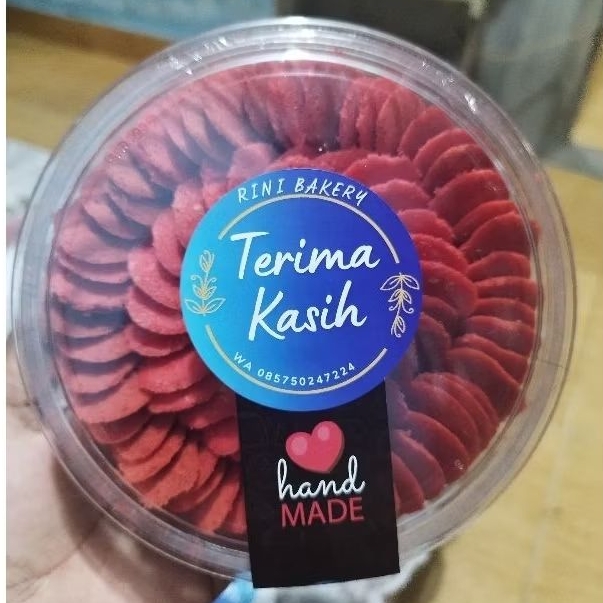 RINI BAKERY
Terima
Kasih
WA 085750247224
hand
MADE